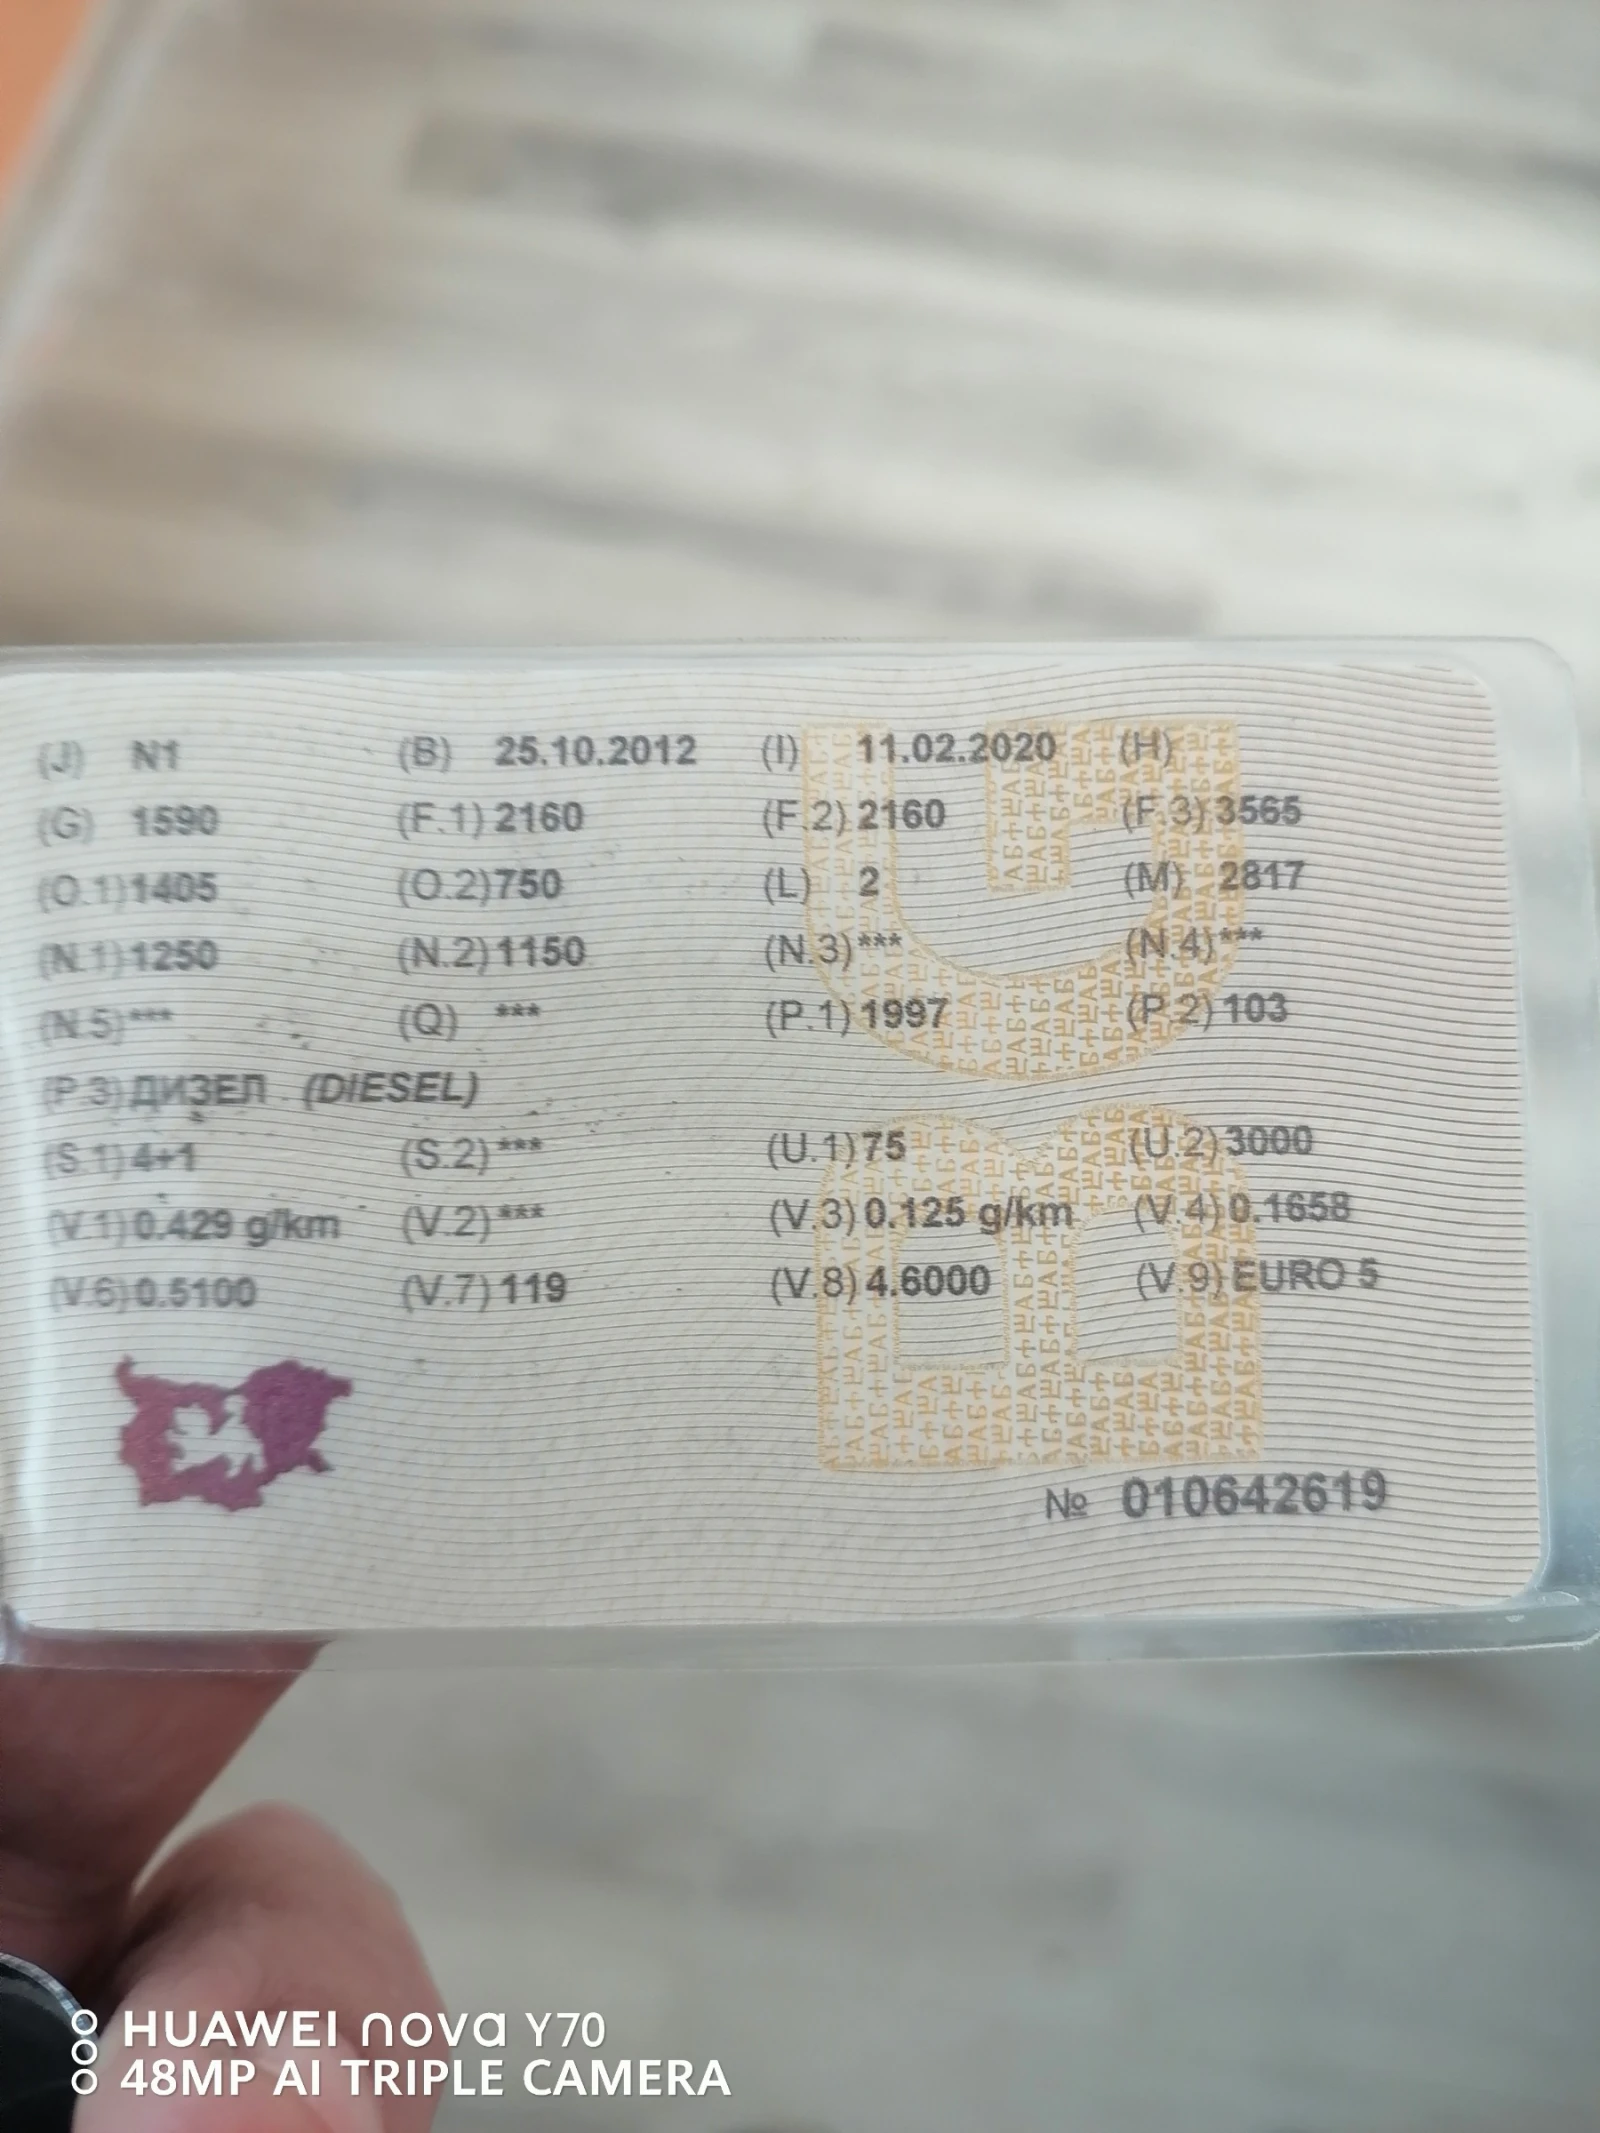 (J) N1 (B) 25.10.2012 (I) 11.02.2020 (H)
(G) 1590 (F.1) 2160 (F.2) 2160 (F.3) 3565
(O.1) 1405 (O.2) 750 (L) 2 (M) 2817
(N.1) 1250 (N.2) 1150 (N.3) *** (N.4) ***
(N.5) *** (Q) *** (P.1) 1997 (P.2) 103
(P.3) ДИЗЕЛ (DIESEL)
(S.1) 4+1 (S.2) *** (U.1) 75 (U.2) 3000
(V.1) 0.429 g/km (V.2) *** (V.3) 0.125 g/km (V.4) 0.1658
(V.6) 0.5100 (V.7) 119 (V.8) 4.6000 (V.9) EURO 5
№ 010642619
HUAWEI nova Y70
48MP AI TRIPLE CAMERA